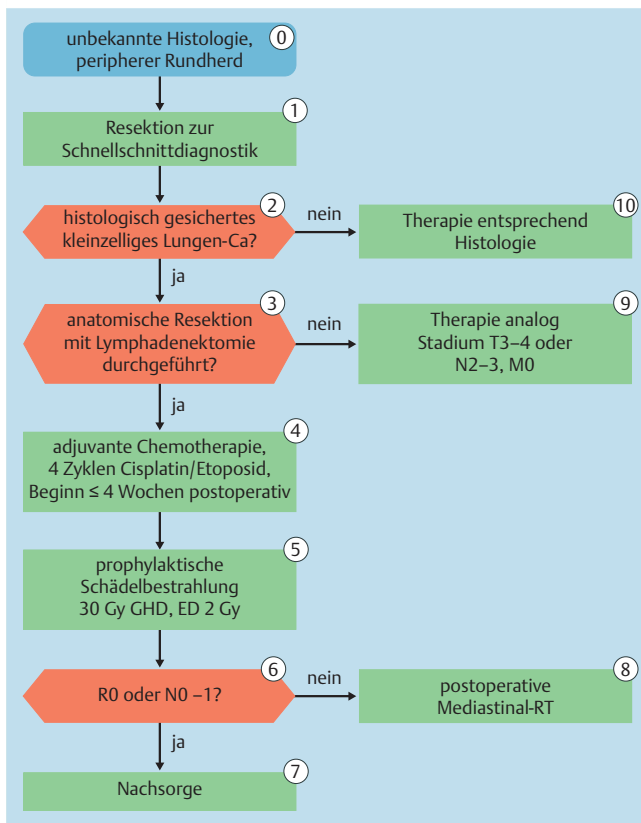 0
unbekannte Histologie,
peripherer Rundherd
1
Resektion zur
Schnellschnittdiagnostik
2
histologisch gesichertes
kleinzelliges Lungen-Ca?
nein
10
Therapie entsprechend
Histologie
ja
3
anatomische Resektion
mit Lymphadenektomie
durchgeführt?
nein
9
Therapie analog
Stadium T3–4 oder
N2–3, M0
ja
4
adjuvante Chemotherapie,
4 Zyklen Cisplatin/Etoposid,
Beginn ≤ 4 Wochen postoperativ
5
prophylaktische
Schädelbestrahlung
30 Gy GHD, ED 2 Gy
6
R0 oder N0 –1?
nein
8
postoperative
Mediastinal-RT
ja
7
Nachsorge